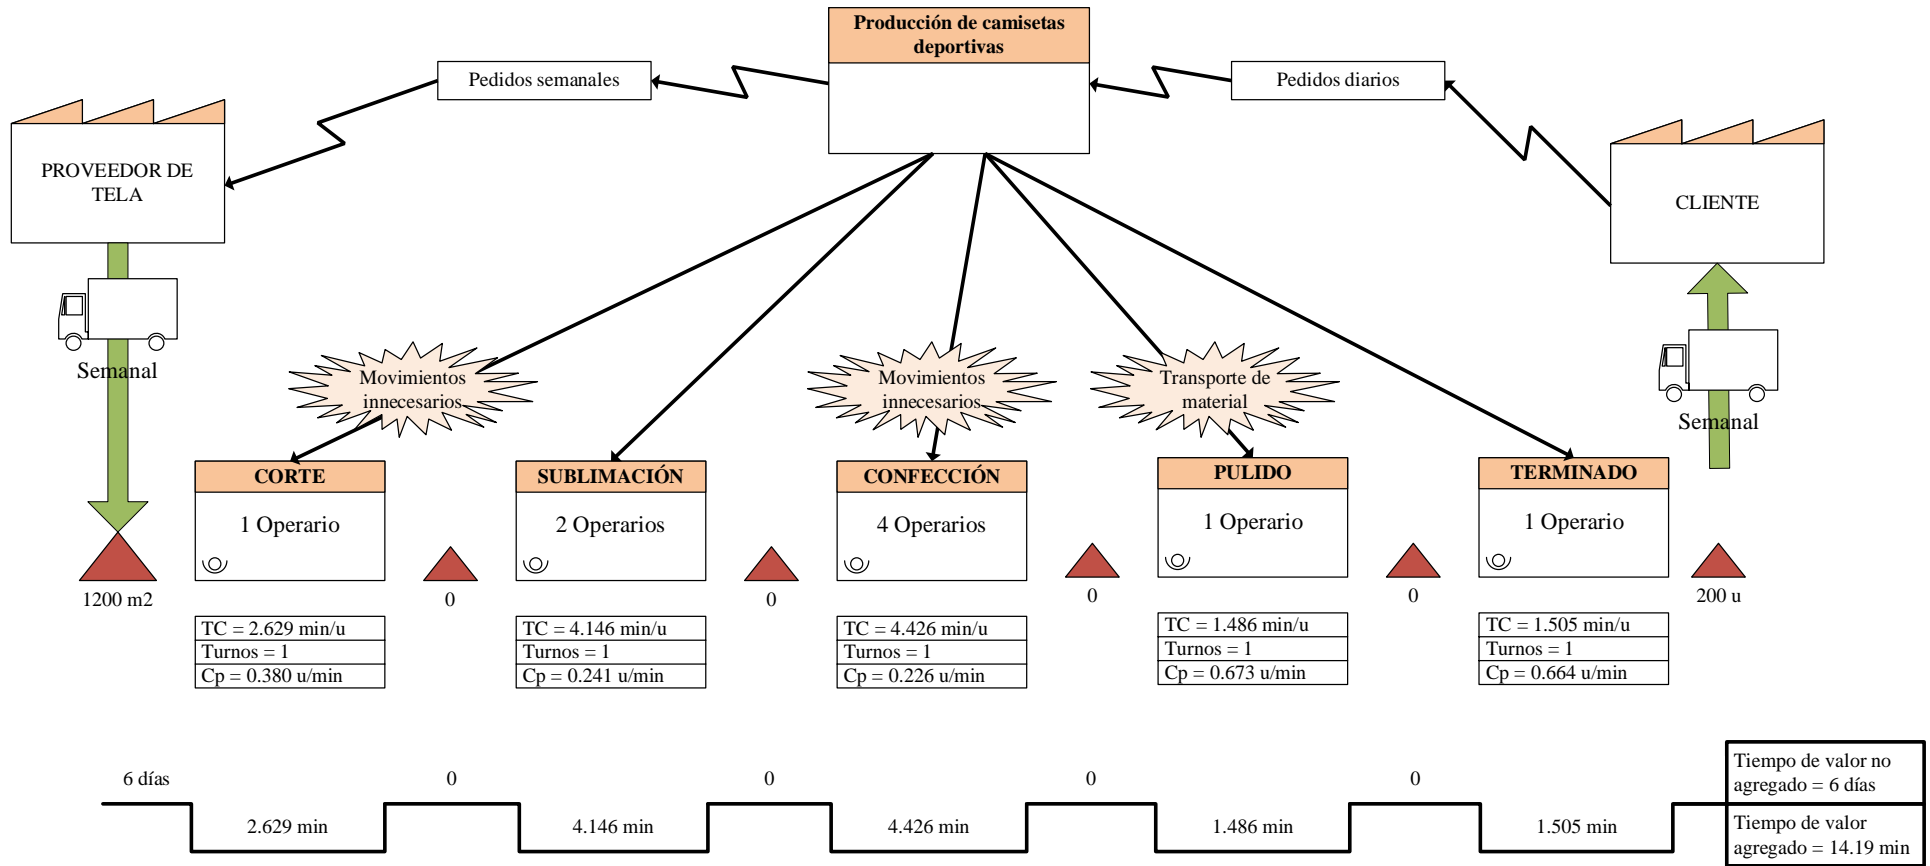 Producción de camisetas
deportivas
Pedidos semanales
Pedidos diarios
PROVEEDOR DE
TELA
CLIENTE
Semanal
Semanal
Movimientos
innecesarios
Movimientos
innecesarios
Transporte de
material
CORTE
1 Operario
SUBLIMACIÓN
2 Operarios
CONFECCIÓN
4 Operarios
PULIDO
1 Operario
TERMINADO
1 Operario
1200 m2
0
0
0
0
200 u
TC = 2.629 min/u
Turnos = 1
Cp = 0.380 u/min
TC = 4.146 min/u
Turnos = 1
Cp = 0.241 u/min
TC = 4.426 min/u
Turnos = 1
Cp = 0.226 u/min
TC = 1.486 min/u
Turnos = 1
Cp = 0.673 u/min
TC = 1.505 min/u
Turnos = 1
Cp = 0.664 u/min
6 días
0
0
0
0
2.629 min
4.146 min
4.426 min
1.486 min
1.505 min
Tiempo de valor no
agregado = 6 días
Tiempo de valor
agregado = 14.19 min